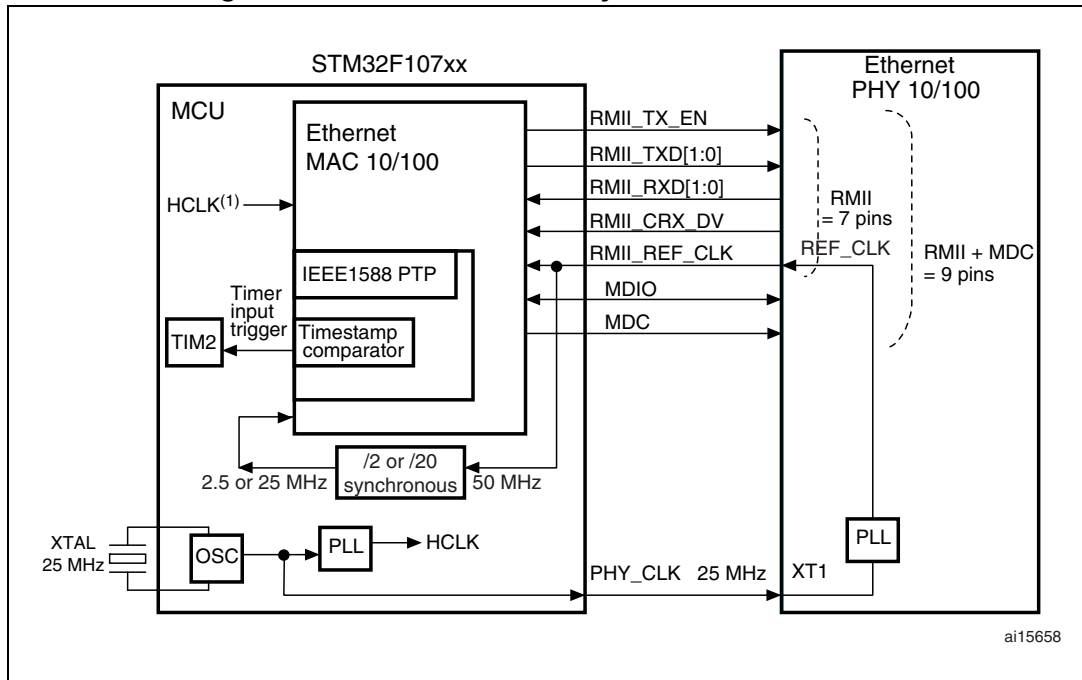 STM32F107xx
Ethernet
PHY 10/100
MCU
Ethernet
MAC 10/100
HCLK(1)
IEEE1588 PTP
Timer
input
trigger
Timestamp
comparator
TIM2
/2 or /20
synchronous
2.5 or 25 MHz
50 MHz
XTAL
25 MHz
OSC
PLL
HCLK
RMII_TX_EN
RMII_TXD[1:0]
RMII_RXD[1:0]
RMII_CRX_DV
RMII_REF_CLK
MDIO
MDC
PHY_CLK 25 MHz
RMII
= 7 pins
REF_CLK
RMII + MDC
= 9 pins
PLL
XT1
ai15658